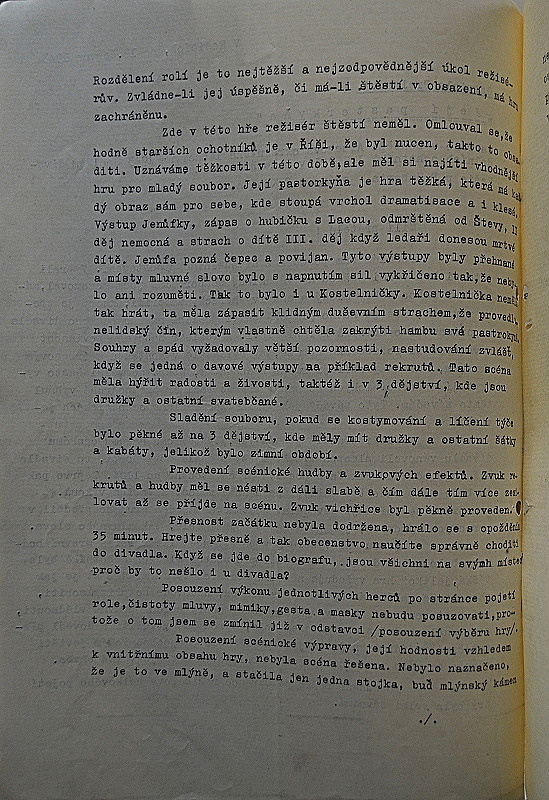 Rozdělení rolí je to nejtěžší a nejzodpovědnější úkol režisé-
rův. Zvládne-li jej úspěšně, či má-li štěstí v obsazení, má hru
zachráněnu.
Zde v této hře režisér štěstí neměl. Omlouval se,že
hodně starších ochotníků je v Říši, že byl nucen, takto to obsa
diti. Uznáváme těžkosti v této době,ale měl si najíti vhodnější
hru pro mladý soubor. Její pastorkyňa je hra těžká, která má
dý obraz sám pro sebe, kde stoupá vrchol dramatisace a i klesá,
Výstup Jenůfky, zápas o hubičku s Lacou, odmrětěná od Števy, II
děj nemocná a strach o dítě III. děj když ledaři donesou mrtvé
dítě. Jenůfa pozná čepec a povijan. Tyto výstupy byly přehnané
a místy mluvné slovo bylo s napnutím sil vykřičeno tak,že neby
lo ani rozuměti. Tak to bylo i u Kostelničky. Kostelnička
tak hrát, ta měla zápasit klidným duševním strachem,že provedl
nelidský čin, kterým vlastně chtěla zakrýti hambu svá
Souhry a spád vyžadovaly větší pozornosti, nastudování zvlášť,
když se jedná o davové výstupy na příklad rekrutů. Tato scéna
měla hýřit radosti a živosti, taktéž i v 3 dějství, kde jsou
družky a ostatní svatebčané.
Sladění souboru, pokud se kostymování a líčení týče
bylo pěkné až na 3 dějství, kde měly mít družky a ostatní šátky
a kabáty, jelikož bylo zimní období.
Provedení scénické hudby a zvukových efektů. Zvuk re-
krutů a hudby měl se nésti z dáli slabě a čím dále tím více zesi
lovat až se příjde na scénu. Zvuk vichřice byl pěkně proveden.
Přesnost začátku nebyla dodržena, hrálo se s opoždění
35 minut. Hrejte přesně a tak obecenstvo naučíte správně choditi
do divadla. Když se jde do biografu,.jsou všichni na svýmh místech
proč by to nešlo i u divadla?
Posouzení výkonu jednotlivých herců po stránce pojetí
role,čistoty mluvy, mimiky,gesta a masky nebudu posuzovati,pro-
tože o tom jsem se zmínil již v odstavci /posouzení výběru hry/.
Posouzení scénické výpravy, její hodnosti vzhledem
k vnitřnímu obsahu hry, nebyla scéna řešena. Nebylo naznačeno,
že je to ve mlýně, a stačila jen jedna stojka, buď mlýnský kámen
./.